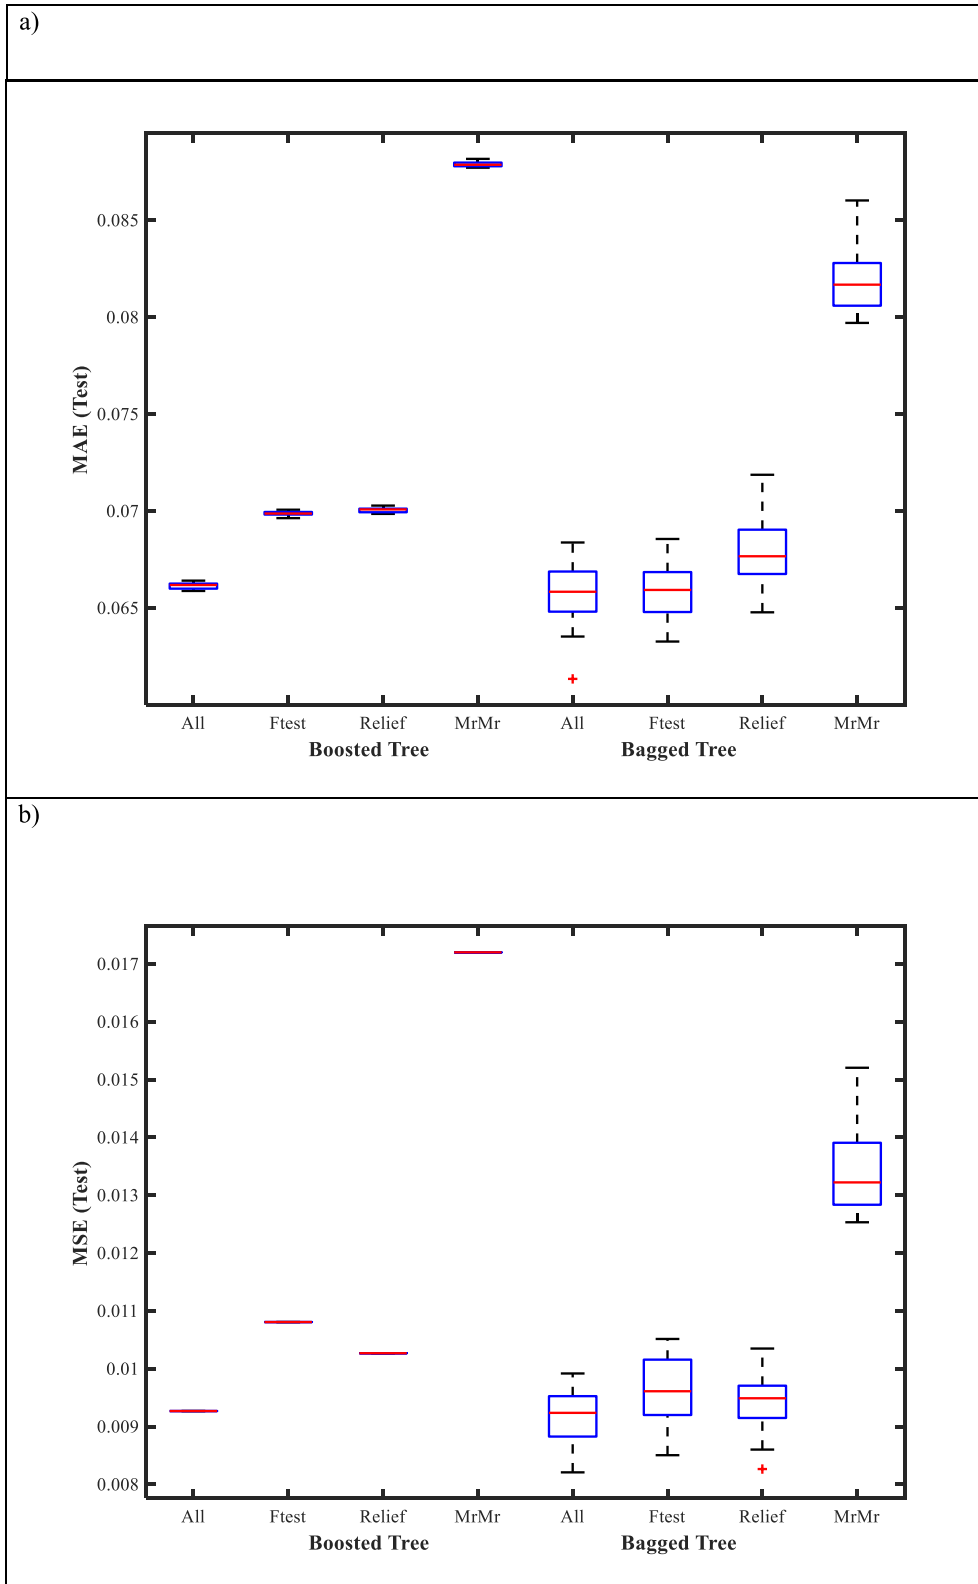 a)
MAE (Test)
0.085
0.08
0.075
0.07
0.065
All Ftest Relief MrMr All Ftest Relief MrMr
Boosted Tree Bagged Tree
b)
MSE (Test)
0.017
0.016
0.015
0.014
0.013
0.012
0.011
0.01
0.009
0.008
All Ftest Relief MrMr All Ftest Relief MrMr
Boosted Tree Bagged Tree